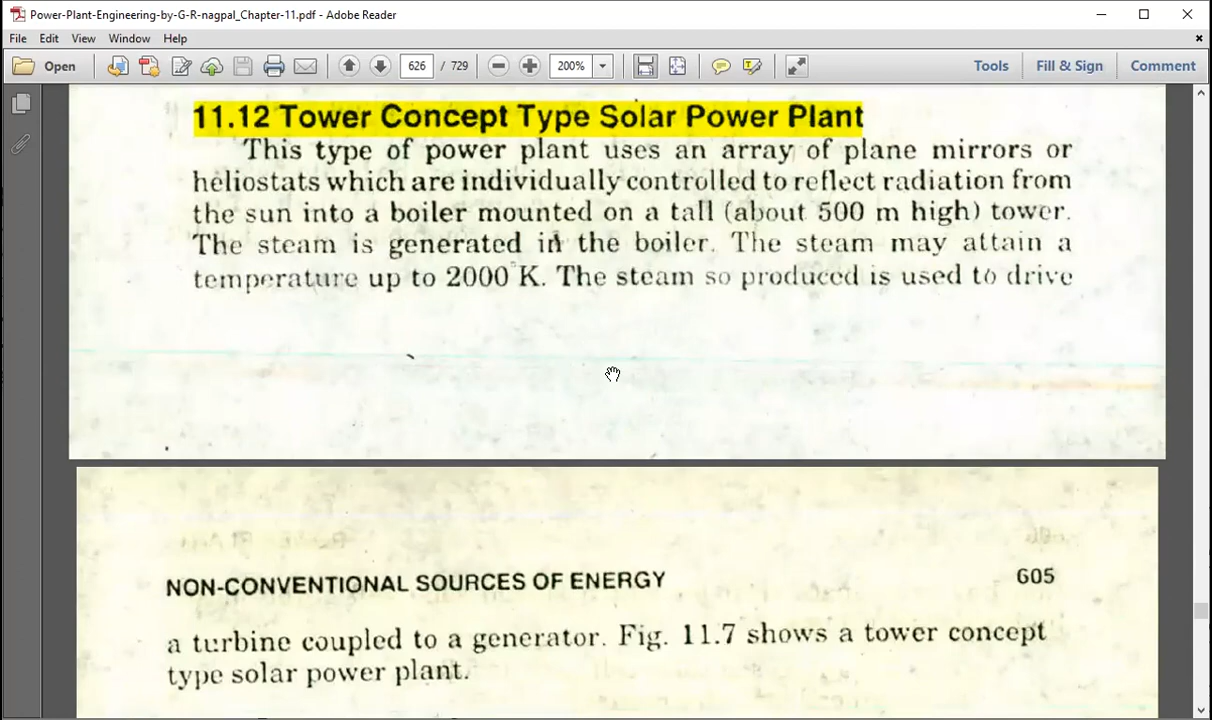 Power-Plant-Engineering-by-G-R-nagpal_Chapter-11.pdf - Adobe Reader
File Edit View Window Help
Open 626 / 729 200% Tools Fill & Sign Comment
11.12 Tower Concept Type Solar Power Plant
This type of power plant uses an array of plane mirrors or
heliostats which are individually controlled to reflect radiation from
the sun into a boiler mounted on a tall (about 500 m high) tower.
The steam is generated in the boiler. The steam may attain a
temperature up to 2000 K. The steam so produced is used to drive
NON-CONVENTIONAL SOURCES OF ENERGY 605
a turbine coupled to a generator. Fig. 11.7 shows a tower concept
type solar power plant.